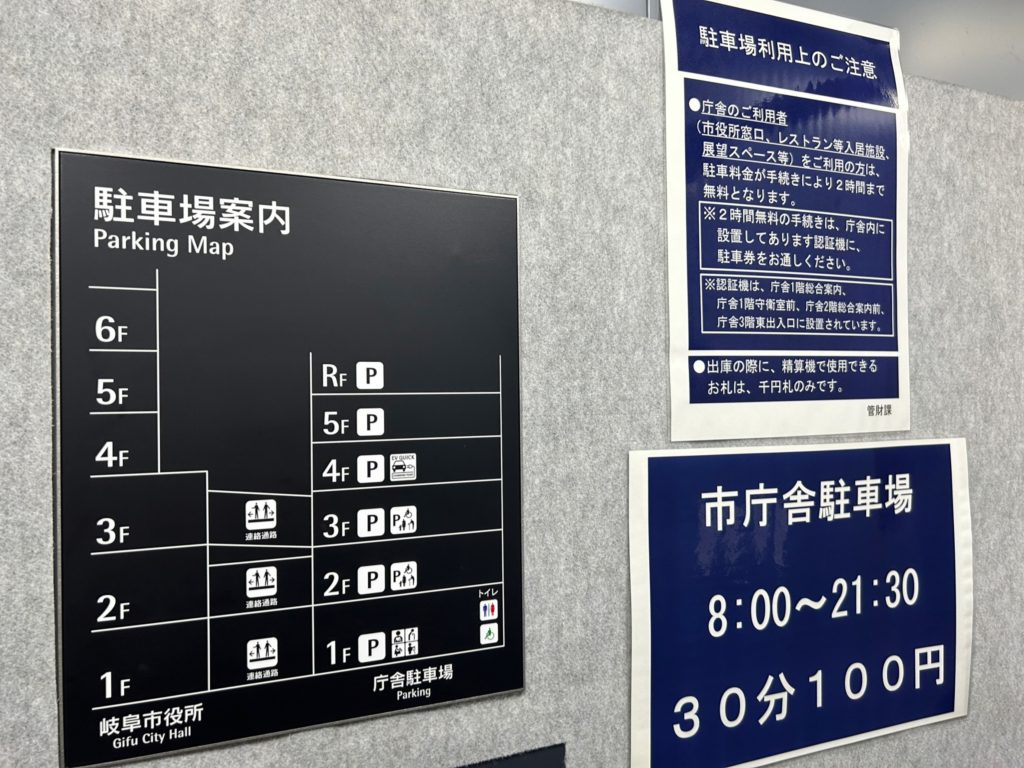 駐車場案内
Parking Map
6F
5F
4F
3F
2F
1F
岐阜市役所
Gifu City Hall
連絡通路
連絡通路
連絡通路
RF P
5F P
4F P EV QUICK
3F P P
2F P P
1F P
トイレ
庁舎駐車場
Parking
駐車場利用上のご注意
●庁舎のご利用者
(市役所窓口、レストラン等入居施設、
展望スペース等)をご利用の方は、
駐車料金が手続きにより2時間まで
無料となります。
※2時間無料の手続きは、庁舎内に
設置してあります認証機に、
駐車券をお通しください。
※認証機は、庁舎1階総合案内、
庁舎1階守衛室前、庁舎2階総合案内前、
庁舎3階東出入口に設置されています。
●出庫の際に、精算機で使用できる
お札は、千円札のみです。
管財課
市庁舎駐車場
8:00～21:30
30分100円